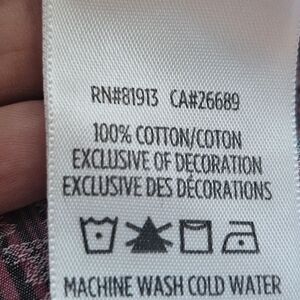 RN#81913 CA#26689
100% COTTON/COTON
EXCLUSIVE OF DECORATION
EXCLUSIVE DES DÉCORATIONS
MACHINE WASH COLD WATER